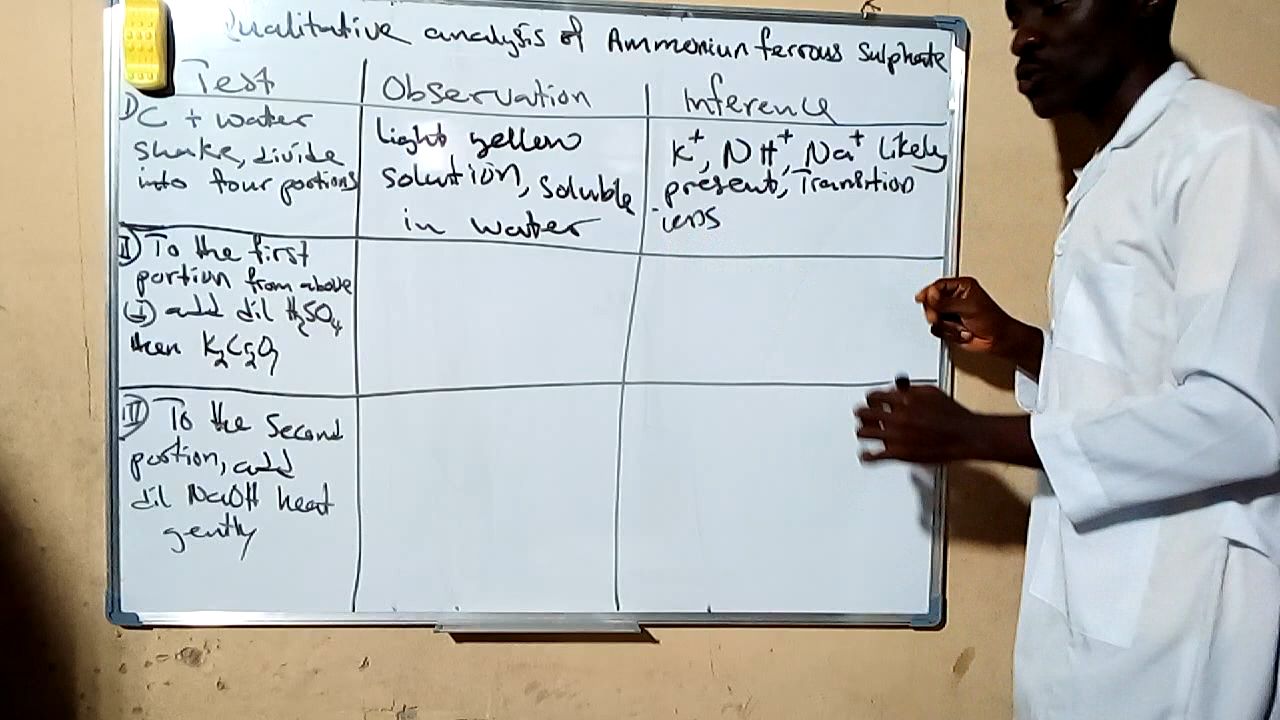 Qualitative analysis of Ammonium ferrous Sulphate
Test
Observation
Inference
I) C + water
shake, divide
into four portions
Light yellow
solution, soluble
in water
K⁺, NH⁺, Na⁺ likely
present, Transition
ions
II) To the first
portion from above
(I) add dil H₂SO₄
then K₂Cr₂O₇
III) To the Second
portion, add
dil NaOH heat
gently